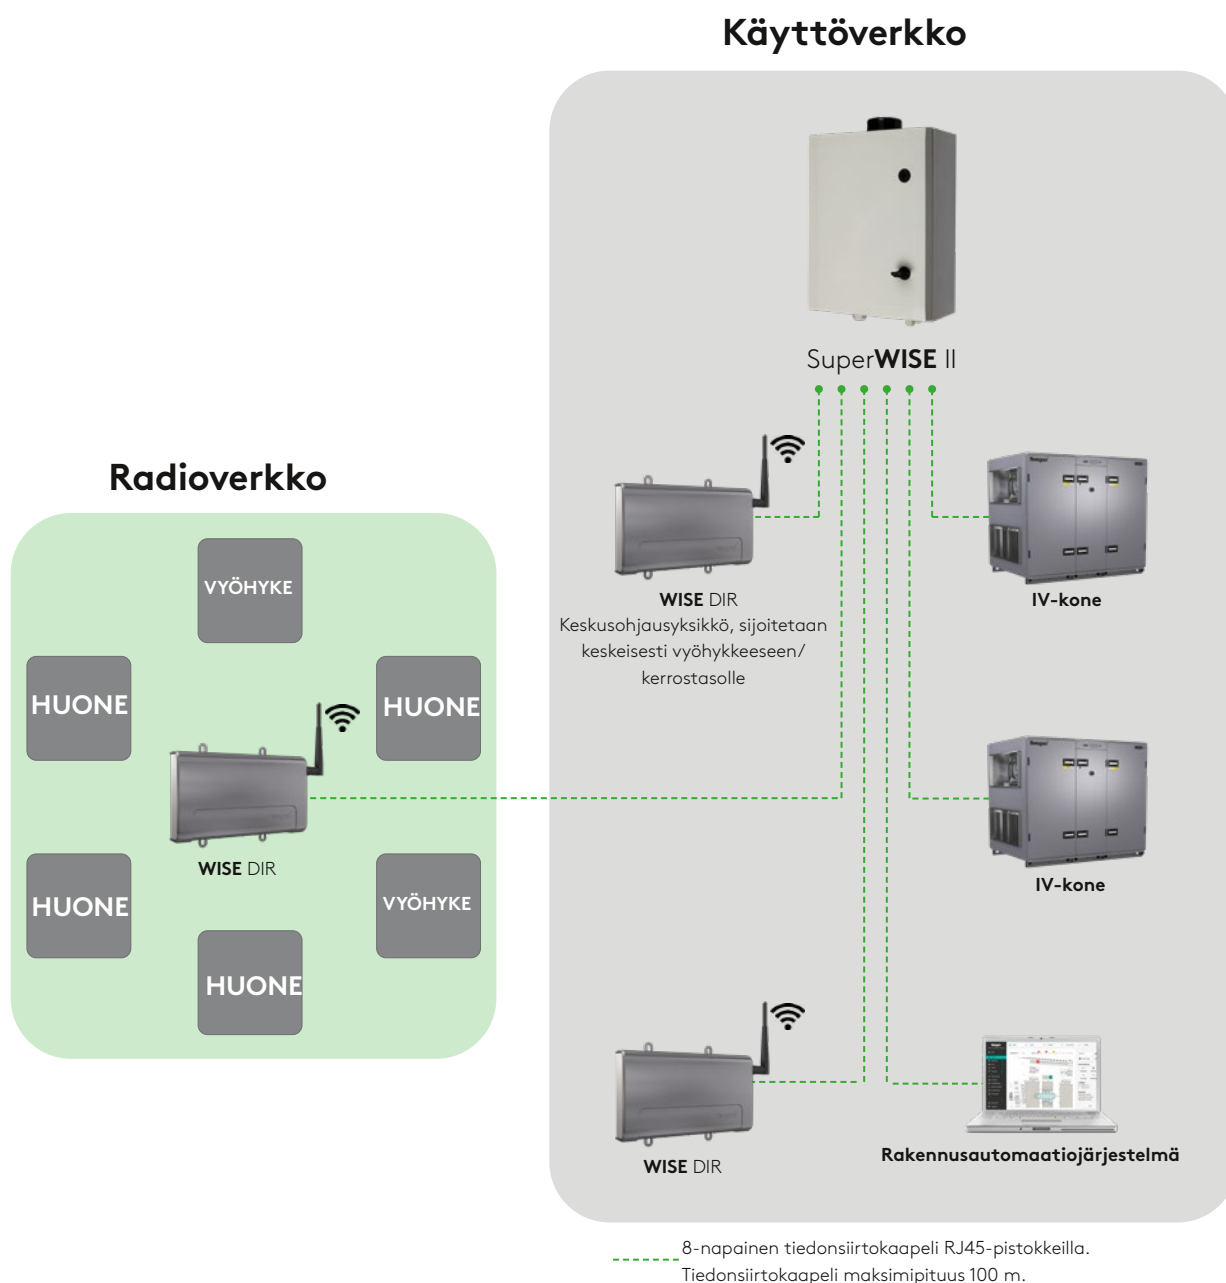 Käyttöverkko
SuperWISE II
WISE DIR
Keskusohjausyksikkö, sijoitetaan
keskeisesti vyöhykkeeseen/
kerrostasolle
IV-kone
Radioverkko
VYÖHYKE
HUONE
HUONE
WISE DIR
HUONE
VYÖHYKE
HUONE
IV-kone
WISE DIR
Rakennusautomaatiojärjestelmä
8-napainen tiedonsiirtokaapeli RJ45-pistokkeilla.
Tiedonsiirtokaapeli maksimipituus 100 m.